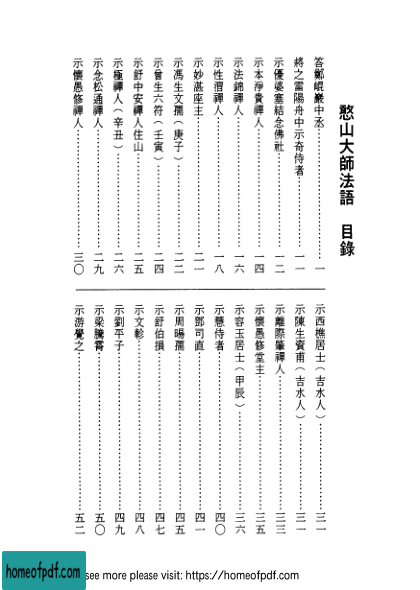 憨山大師法語 目錄
答鄭崐巖中丞……一
將之雷陽舟中示奇侍者……一一
示優婆塞結念佛社……一二
示本淨貴禪人……一四
示法錦禪人……一六
示性湑禪人……一八
示妙湛座主……二一
示馮生文孺(庚子)……二二
示曾生六符(壬寅)……二四
示舒中安禪人住山……二五
示極禪人(辛丑)……二六
示念松通禪人……二九
示懷愚修禪人……三〇
示西樵居士(吉水人)……三一
示陳生資甫(吉水人)……三一
示離際肇禪人……三三
示懷愚修堂主……三五
示容玉居士(甲辰)……三六
示慧侍者……四〇
示鄧司直……四一
示周暘孺……四五
示舒伯損……四七
示文軫……四八
示劉平子……四九
示梁騰霄……五〇
示游覺之……五二
homeofpdf.com
see more please visit: https://homeofpdf.com